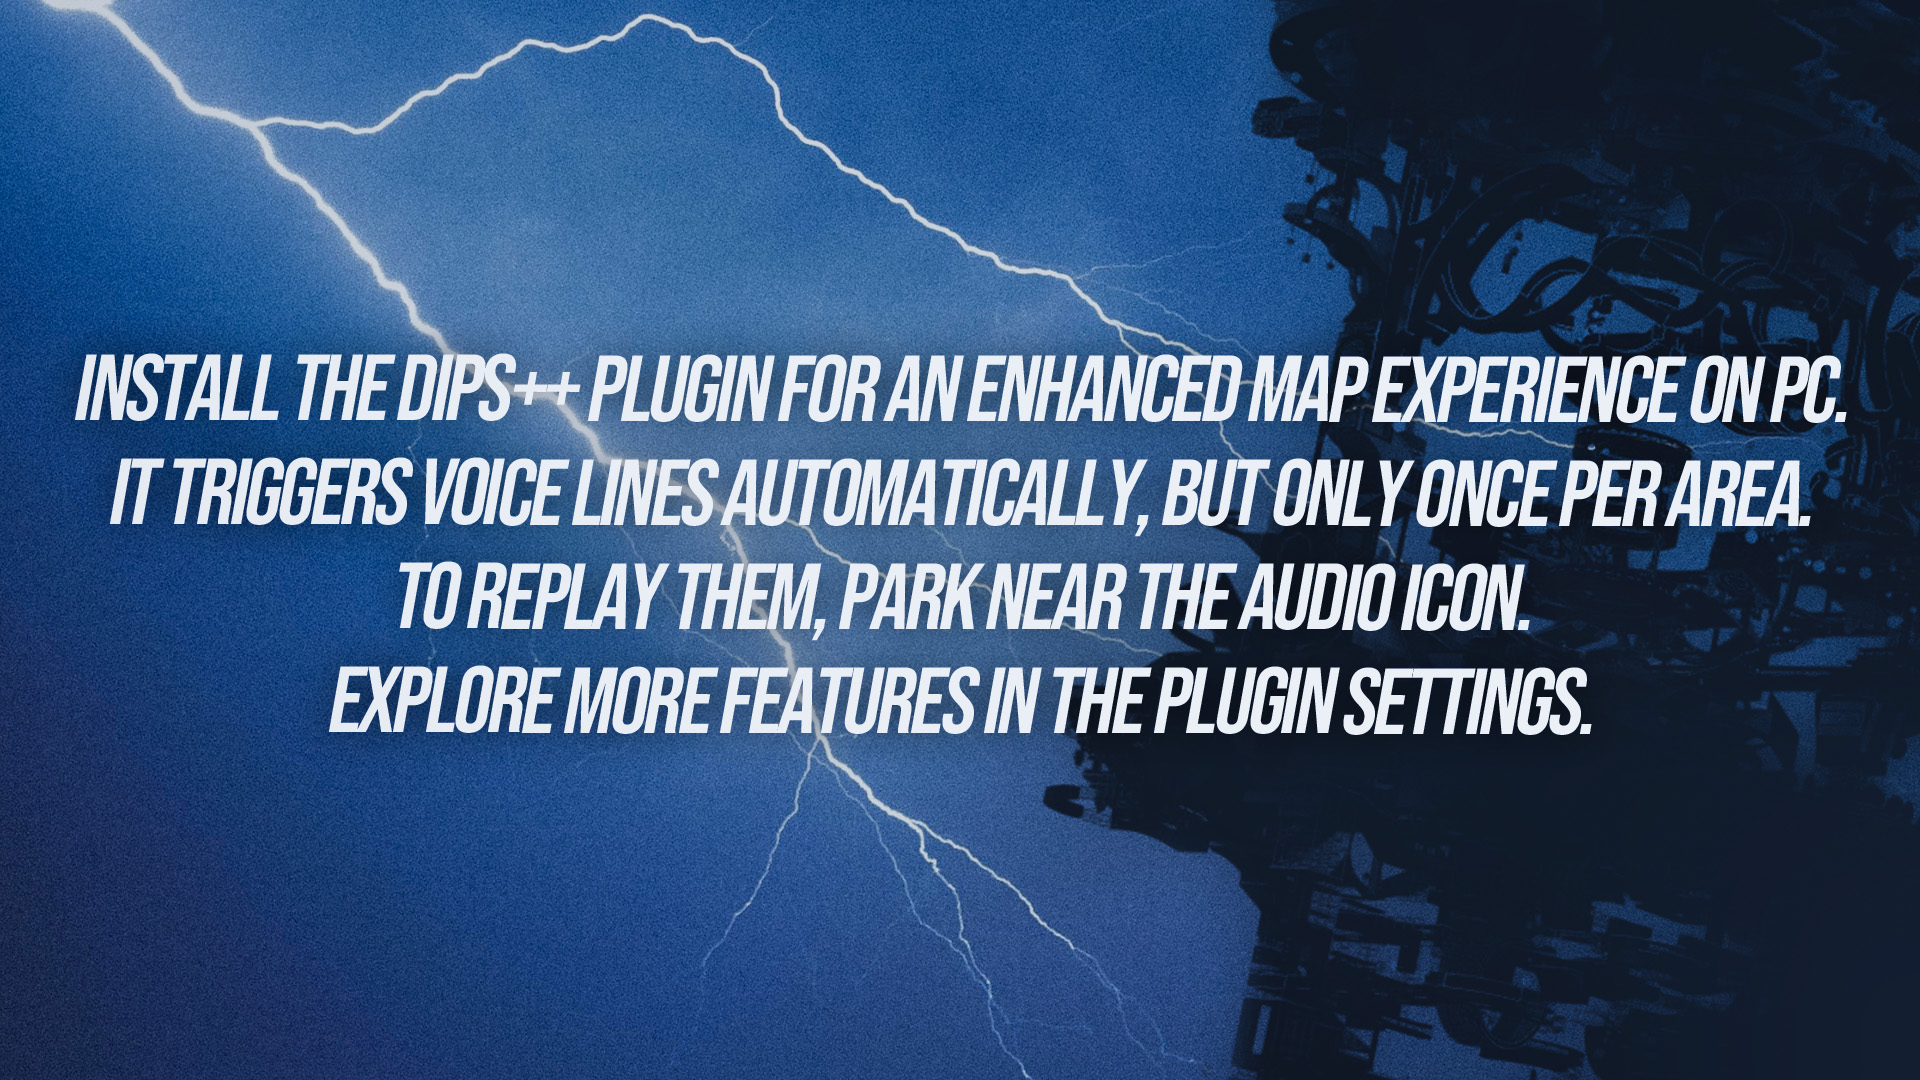 INSTALL THE DIPS++ PLUGIN FOR AN ENHANCED MAP EXPERIENCE ON PC.
IT TRIGGERS VOICE LINES AUTOMATICALLY, BUT ONLY ONCE PER AREA.
TO REPLAY THEM, PARK NEAR THE AUDIO ICON.
EXPLORE MORE FEATURES IN THE PLUGIN SETTINGS.